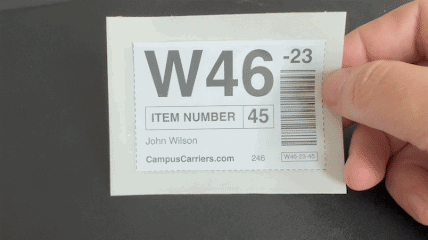 W46 -23
ITEM NUMBER 45
John Wilson
CampusCarriers.com 246 W46-23-45